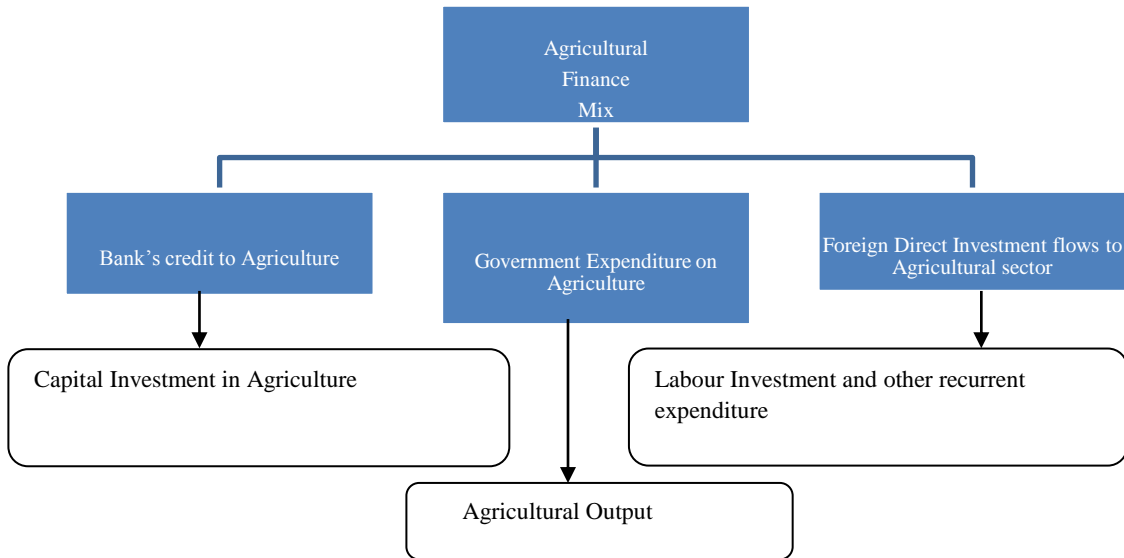 Agricultural
Finance
Mix
Bank’s credit to Agriculture
Government Expenditure on
Agriculture
Foreign Direct Investment flows to
Agricultural sector
Capital Investment in Agriculture
Labour Investment and other recurrent
expenditure
Agricultural Output